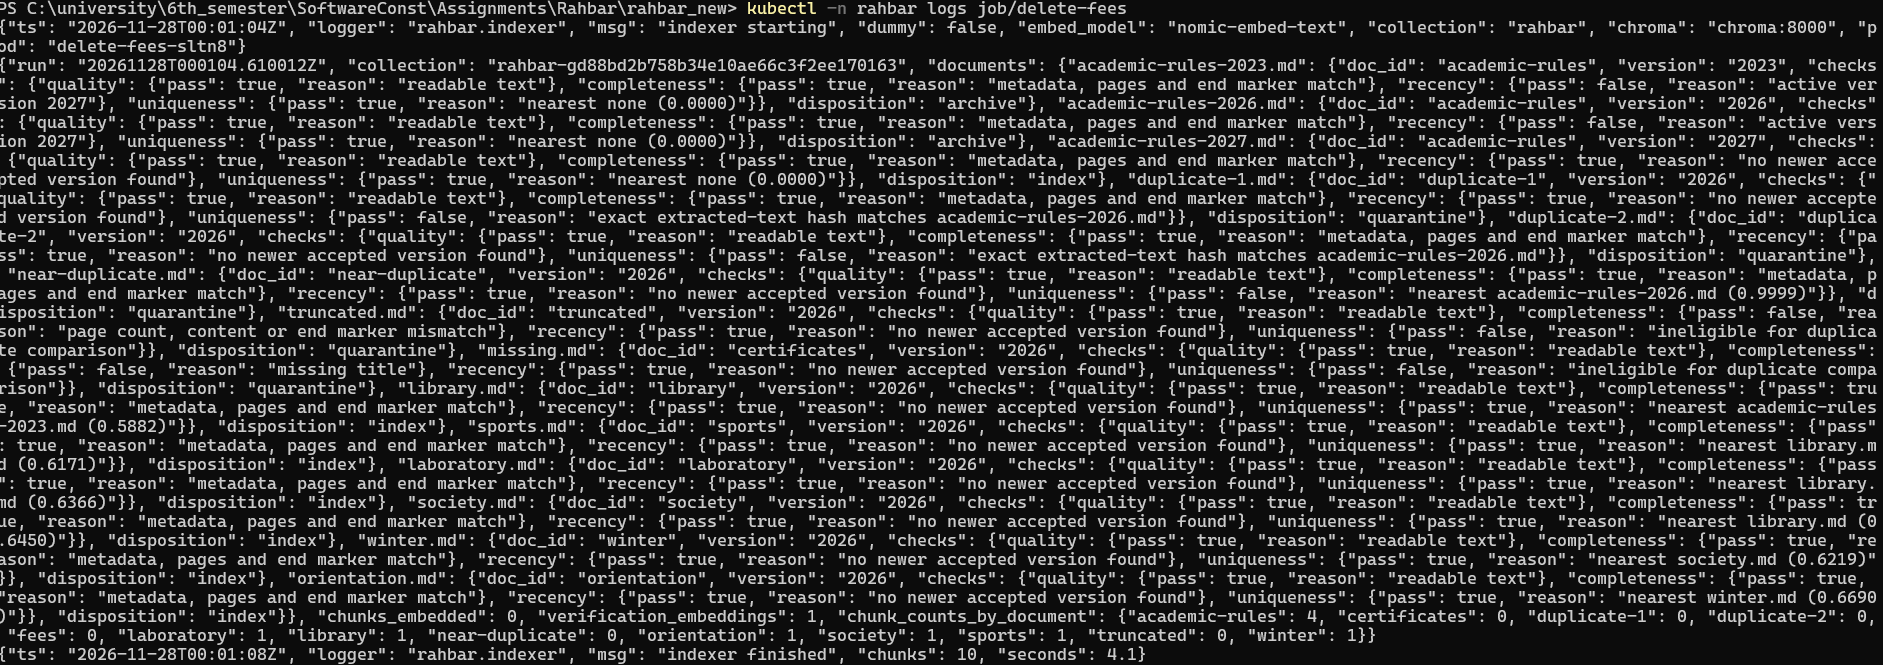 PS C:\university\6th_semester\SoftwareConst\Assignments\Rahbar\rahbar_new> kubectl -n rahbar logs job/delete-fees
{"ts": "2026-11-28T00:01:04Z", "logger": "rahbar.indexer", "msg": "indexer starting", "dummy": false, "embed_model": "nomic-embed-text", "collection": "rahbar", "chroma": "chroma:8000", "p
od": "delete-fees-sltn8"}
{"run": "20261128T000104.610012Z", "collection": "rahbar-gd88bd2b758b34e10ae66c3f2ee170163", "documents": {"academic-rules-2023.md": {"doc_id": "academic-rules", "version": "2023", "checks
": {"quality": {"pass": true, "reason": "readable text"}, "completeness": {"pass": true, "reason": "metadata, pages and end marker match"}, "recency": {"pass": false, "reason": "active ver
sion 2027"}, "uniqueness": {"pass": true, "reason": "nearest none (0.0000)"}}, "disposition": "archive"}, "academic-rules-2026.md": {"doc_id": "academic-rules", "version": "2026", "checks"
: {"quality": {"pass": true, "reason": "readable text"}, "completeness": {"pass": true, "reason": "metadata, pages and end marker match"}, "recency": {"pass": false, "reason": "active vers
ion 2027"}, "uniqueness": {"pass": true, "reason": "nearest none (0.0000)"}}, "disposition": "archive"}, "academic-rules-2027.md": {"doc_id": "academic-rules", "version": "2027", "checks":
{"quality": {"pass": true, "reason": "readable text"}, "completeness": {"pass": true, "reason": "metadata, pages and end marker match"}, "recency": {"pass": true, "reason": "no newer acce
pted version found"}, "uniqueness": {"pass": true, "reason": "nearest none (0.0000)"}}, "disposition": "index"}, "duplicate-1.md": {"doc_id": "duplicate-1", "version": "2026", "checks": {"
quality": {"pass": true, "reason": "readable text"}, "completeness": {"pass": true, "reason": "metadata, pages and end marker match"}, "recency": {"pass": true, "reason": "no newer accepte
d version found"}, "uniqueness": {"pass": false, "reason": "exact extracted-text hash matches academic-rules-2026.md"}}, "disposition": "quarantine"}, "duplicate-2.md": {"doc_id": "duplica
te-2", "version": "2026", "checks": {"quality": {"pass": true, "reason": "readable text"}, "completeness": {"pass": true, "reason": "metadata, pages and end marker match"}, "recency": {"pa
ss": true, "reason": "no newer accepted version found"}, "uniqueness": {"pass": false, "reason": "exact extracted-text hash matches academic-rules-2026.md"}}, "disposition": "quarantine"},
"near-duplicate.md": {"doc_id": "near-duplicate", "version": "2026", "checks": {"quality": {"pass": true, "reason": "readable text"}, "completeness": {"pass": true, "reason": "metadata, p
ages and end marker match"}, "recency": {"pass": true, "reason": "no newer accepted version found"}, "uniqueness": {"pass": false, "reason": "nearest academic-rules-2026.md (0.9999)"}}, "d
isposition": "quarantine"}, "truncated.md": {"doc_id": "truncated", "version": "2026", "checks": {"quality": {"pass": true, "reason": "readable text"}, "completeness": {"pass": false, "rea
son": "page count, content or end marker mismatch"}, "recency": {"pass": true, "reason": "no newer accepted version found"}, "uniqueness": {"pass": false, "reason": "ineligible for duplica
te comparison"}}, "disposition": "quarantine"}, "missing.md": {"doc_id": "certificates", "version": "2026", "checks": {"quality": {"pass": true, "reason": "readable text"}, "completeness":
{"pass": false, "reason": "missing title"}, "recency": {"pass": true, "reason": "no newer accepted version found"}, "uniqueness": {"pass": false, "reason": "ineligible for duplicate compa
rison"}}, "disposition": "quarantine"}, "library.md": {"doc_id": "library", "version": "2026", "checks": {"quality": {"pass": true, "reason": "readable text"}, "completeness": {"pass": tru
e, "reason": "metadata, pages and end marker match"}, "recency": {"pass": true, "reason": "no newer accepted version found"}, "uniqueness": {"pass": true, "reason": "nearest academic-rules
-2023.md (0.5882)"}}, "disposition": "index"}, "sports.md": {"doc_id": "sports", "version": "2026", "checks": {"quality": {"pass": true, "reason": "readable text"}, "completeness": {"pass"
: true, "reason": "metadata, pages and end marker match"}, "recency": {"pass": true, "reason": "no newer accepted version found"}, "uniqueness": {"pass": true, "reason": "nearest library.m
d (0.6171)"}}, "disposition": "index"}, "laboratory.md": {"doc_id": "laboratory", "version": "2026", "checks": {"quality": {"pass": true, "reason": "readable text"}, "completeness": {"pass
": true, "reason": "metadata, pages and end marker match"}, "recency": {"pass": true, "reason": "no newer accepted version found"}, "uniqueness": {"pass": true, "reason": "nearest library.
md (0.6366)"}}, "disposition": "index"}, "society.md": {"doc_id": "society", "version": "2026", "checks": {"quality": {"pass": true, "reason": "readable text"}, "completeness": {"pass": tr
ue, "reason": "metadata, pages and end marker match"}, "recency": {"pass": true, "reason": "no newer accepted version found"}, "uniqueness": {"pass": true, "reason": "nearest library.md (0
.6450)"}}, "disposition": "index"}, "winter.md": {"doc_id": "winter", "version": "2026", "checks": {"quality": {"pass": true, "reason": "readable text"}, "completeness": {"pass": true, "re
ason": "metadata, pages and end marker match"}, "recency": {"pass": true, "reason": "no newer accepted version found"}, "uniqueness": {"pass": true, "reason": "nearest society.md (0.6219)"
}}, "disposition": "index"}, "orientation.md": {"doc_id": "orientation", "version": "2026", "checks": {"quality": {"pass": true, "reason": "readable text"}, "completeness": {"pass": true,
"reason": "metadata, pages and end marker match"}, "recency": {"pass": true, "reason": "no newer accepted version found"}, "uniqueness": {"pass": true, "reason": "nearest winter.md (0.6690
)"}}, "disposition": "index"}}, "chunks_embedded": 0, "verification_embeddings": 1, "chunk_counts_by_document": {"academic-rules": 4, "certificates": 0, "duplicate-1": 0, "duplicate-2": 0,
"fees": 0, "laboratory": 1, "library": 1, "near-duplicate": 0, "orientation": 1, "society": 1, "sports": 1, "truncated": 0, "winter": 1}}
{"ts": "2026-11-28T00:01:08Z", "logger": "rahbar.indexer", "msg": "indexer finished", "chunks": 10, "seconds": 4.1}